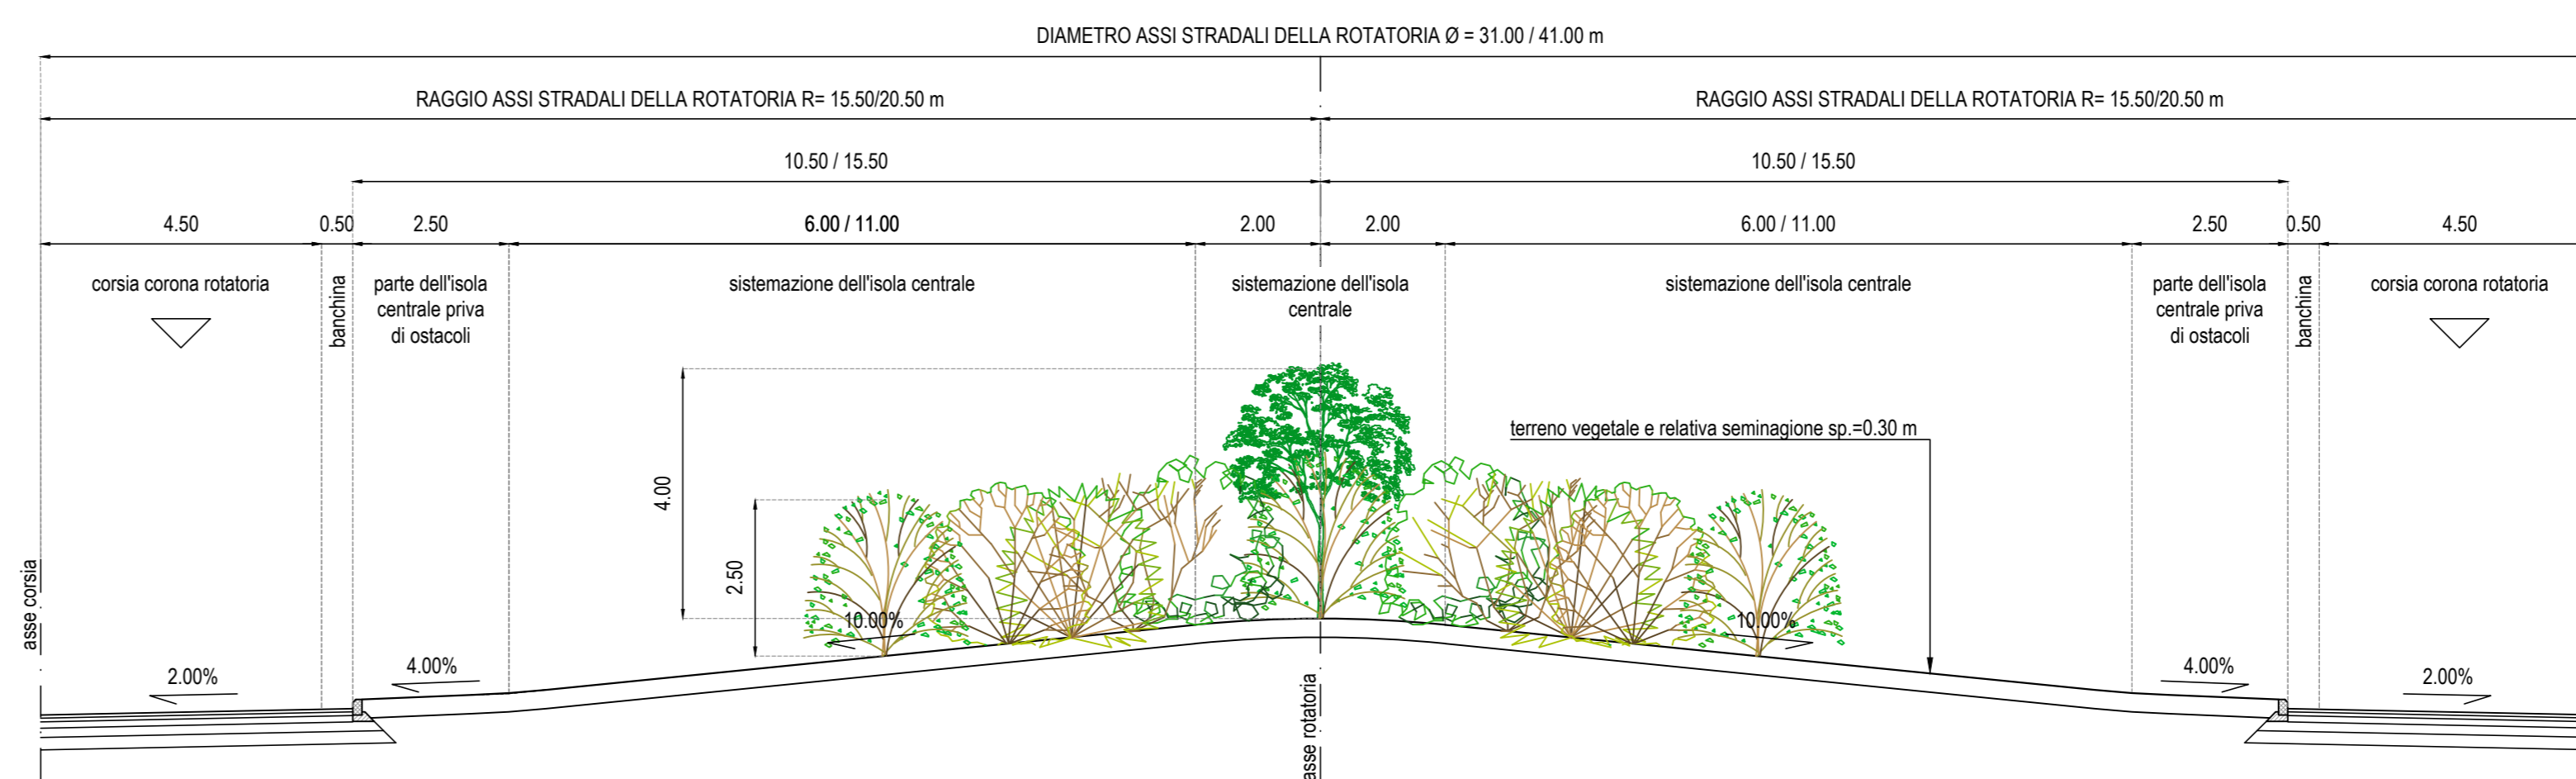 DIAMETRO ASSI STRADALI DELLA ROTATORIA Ø = 31.00 / 41.00 m
RAGGIO ASSI STRADALI DELLA ROTATORIA R= 15.50/20.50 m
RAGGIO ASSI STRADALI DELLA ROTATORIA R= 15.50/20.50 m
10.50 / 15.50
10.50 / 15.50
4.50
0.50
2.50
6.00 / 11.00
2.00
2.00
6.00 / 11.00
2.50
0.50
4.50
corsia corona rotatoria
banchina
parte dell'isola
centrale priva
di ostacoli
sistemazione dell'isola centrale
sistemazione dell'isola
centrale
sistemazione dell'isola centrale
parte dell'isola
centrale priva
di ostacoli
banchina
corsia corona rotatoria
terreno vegetale e relativa seminagione sp.=0.30 m
4.00
2.50
asse corsia
10.00%
10.00%
2.00%
4.00%
4.00%
2.00%
asse rotatoria